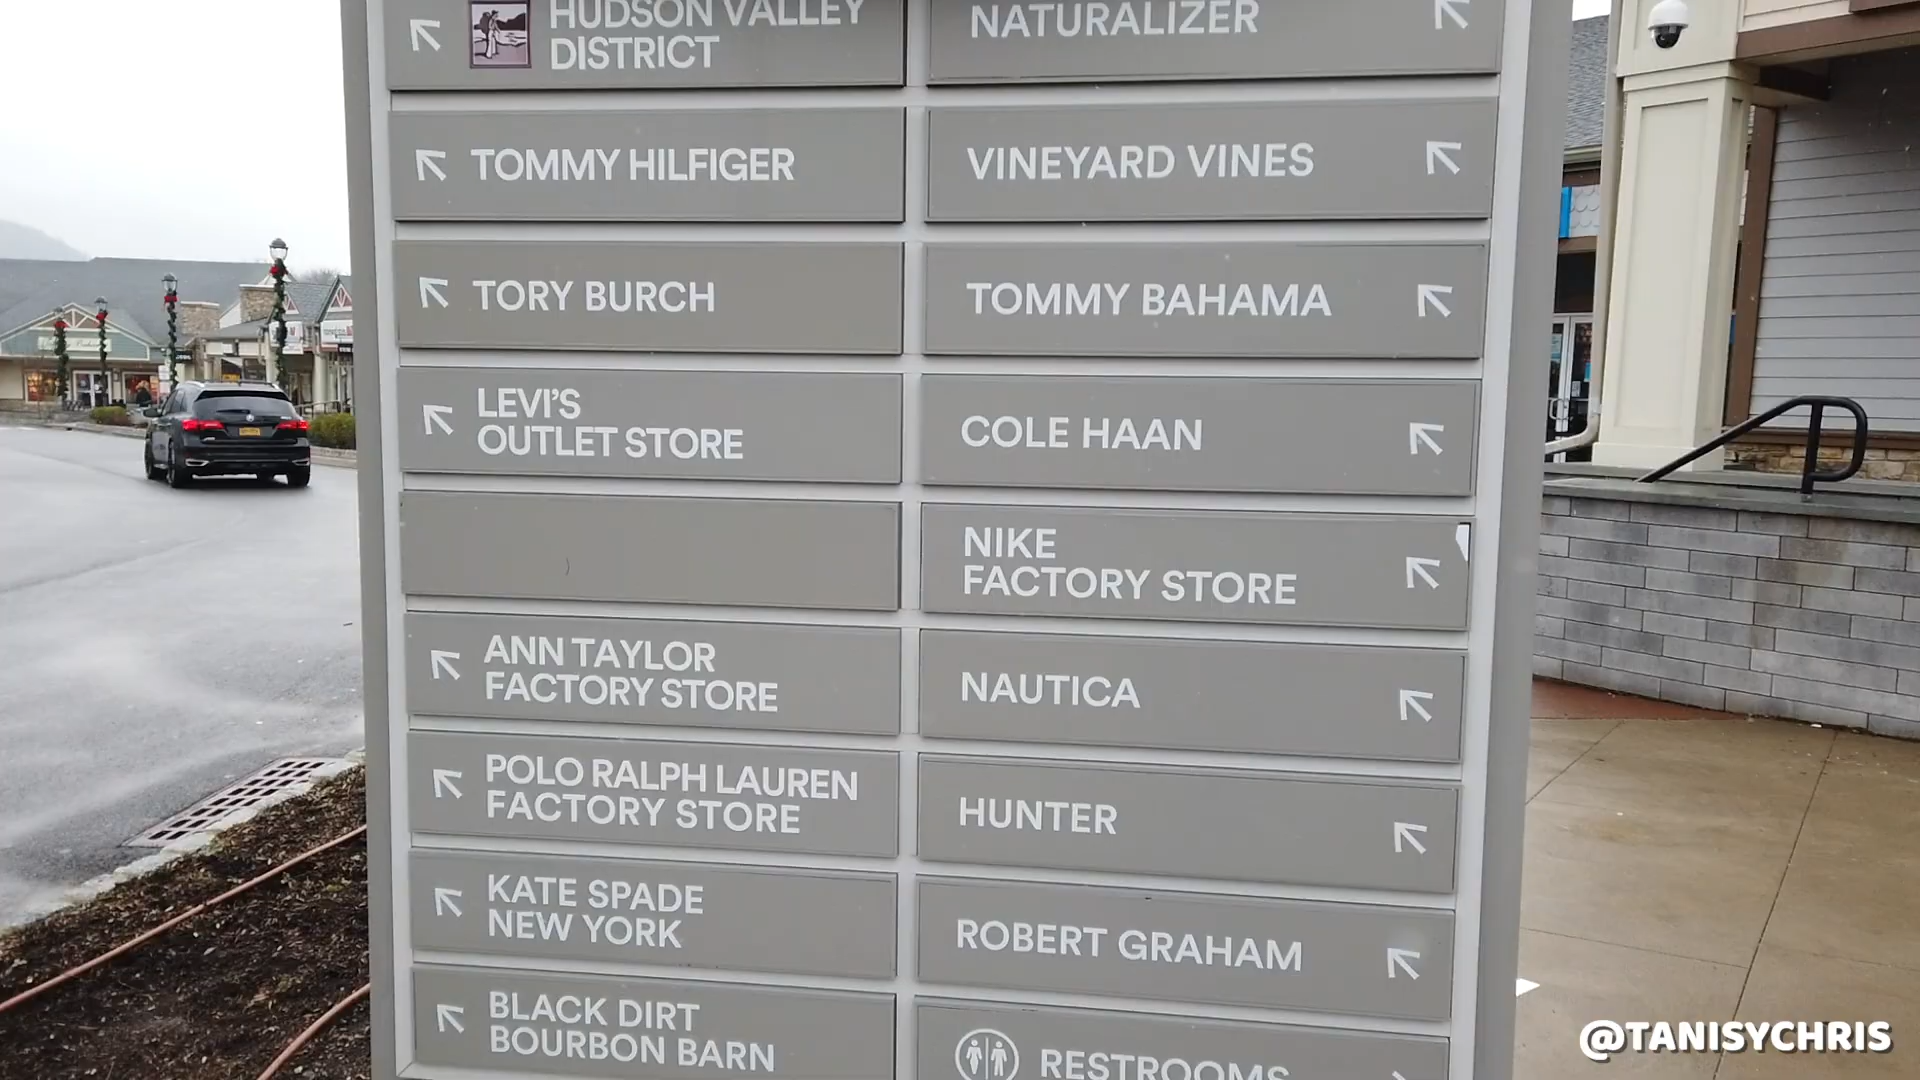 HUDSON VALLEY
DISTRICT
TOMMY HILFIGER
TORY BURCH
LEVI'S
OUTLET STORE
ANN TAYLOR
FACTORY STORE
POLO RALPH LAUREN
FACTORY STORE
KATE SPADE
NEW YORK
BLACK DIRT
BOURBON BARN
NATURALIZER
VINEYARD VINES
TOMMY BAHAMA
COLE HAAN
NIKE
FACTORY STORE
NAUTICA
HUNTER
ROBERT GRAHAM
RESTROOMS
@TANISYCHRIS